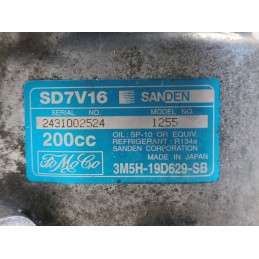 SD7V16 SANDEN
SERIAL NO. MODEL NO.
2431002524 1255
200cc OIL: SP-10 OR EQUIV.
REFRIGERANT: R134a
SANDEN CORPORATION
MADE IN JAPAN
FoMoCo 3M5H-19D629-SB